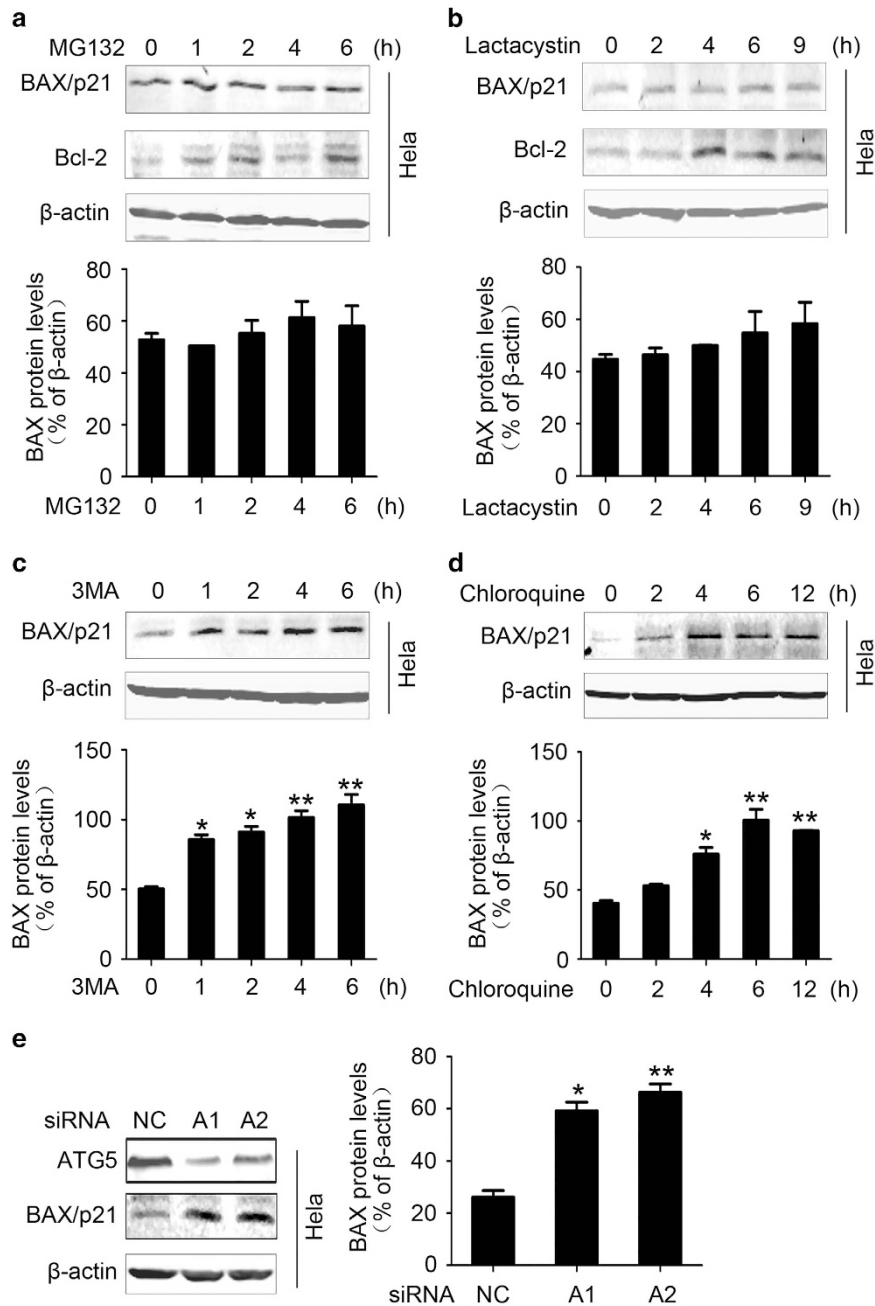 a
MG132 0 1 2 4 6 (h)
BAX/p21
Bcl-2
β-actin
Hela
80
60
40
20
0
BAX protein levels
(% of β-actin)
MG132 0 1 2 4 6 (h)
b
Lactacystin 0 2 4 6 9 (h)
BAX/p21
Bcl-2
β-actin
Hela
80
60
40
20
0
BAX protein levels
(% of β-actin)
Lactacystin 0 2 4 6 9 (h)
c
3MA 0 1 2 4 6 (h)
BAX/p21
β-actin
Hela
150
100
50
0
BAX protein levels
(% of β-actin)
* * ** **
3MA 0 1 2 4 6 (h)
d
Chloroquine 0 2 4 6 12 (h)
BAX/p21
β-actin
Hela
150
100
50
0
BAX protein levels
(% of β-actin)
* ** **
Chloroquine 0 2 4 6 12 (h)
e
siRNA NC A1 A2
ATG5
BAX/p21
β-actin
Hela
80
60
40
20
0
BAX protein levels
(% of β-actin)
* **
siRNA NC A1 A2